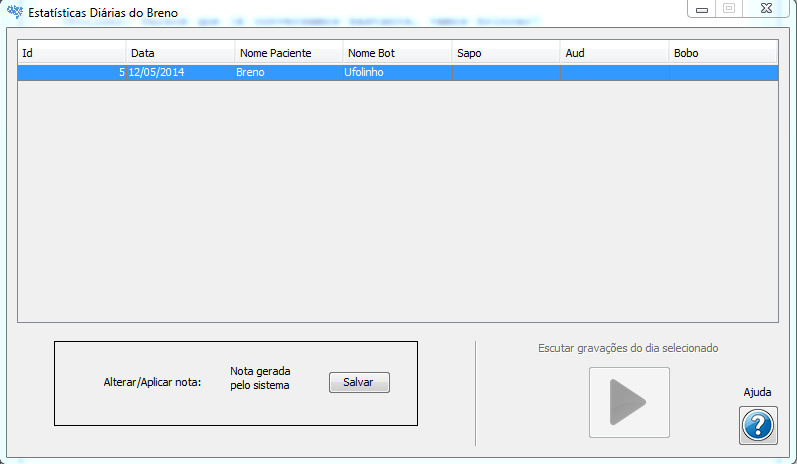 Estatísticas Diárias do Breno
Id Data Nome Paciente Nome Bot Sapo Aud Bobo
5 12/05/2014 Breno Ufolinho
Escutar gravações do dia selecionado
Alterar/Aplicar nota:
Nota gerada
pelo sistema
Salvar
Ajuda